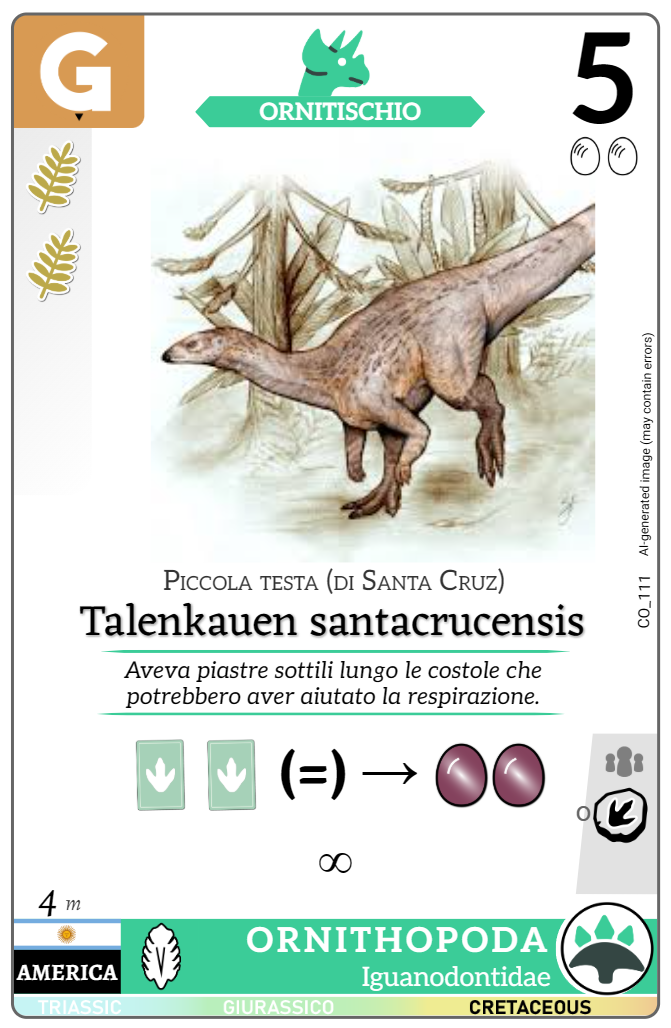 G
ORNITISCHIO
5
AI-generated image (may contain errors)
CO_111
Piccola testa (di Santa Cruz)
Talenkauen santacrucensis
Aveva piastre sottili lungo le costole che
potrebbero aver aiutato la respirazione.
(=) →
o
∞
4 m
AMERICA
ORNITHOPODA
Iguanodontidae
TRIASSIC GIURASSICO CRETACEOUS